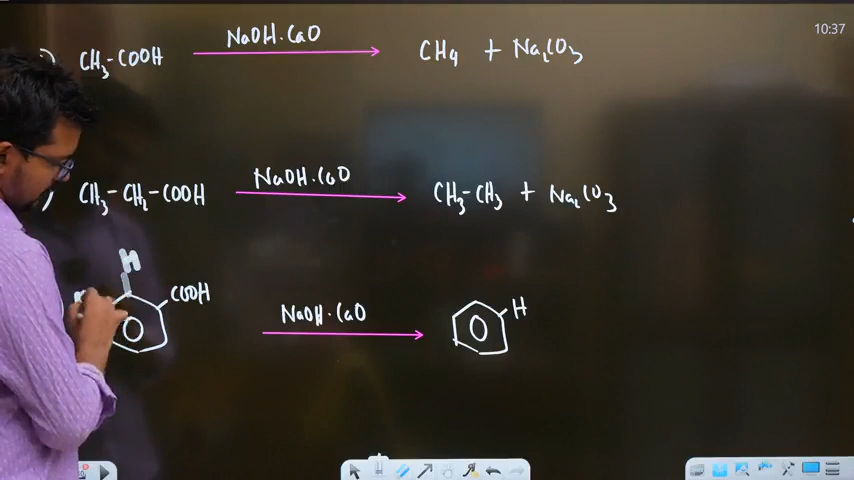 10:37
NaOH·CaO
CH3-COOH CH4 + Na2CO3
NaOH·CaO
CH3-CH2-COOH CH3-CH3 + Na2CO3
H
COOH
NaOH·CaO
H